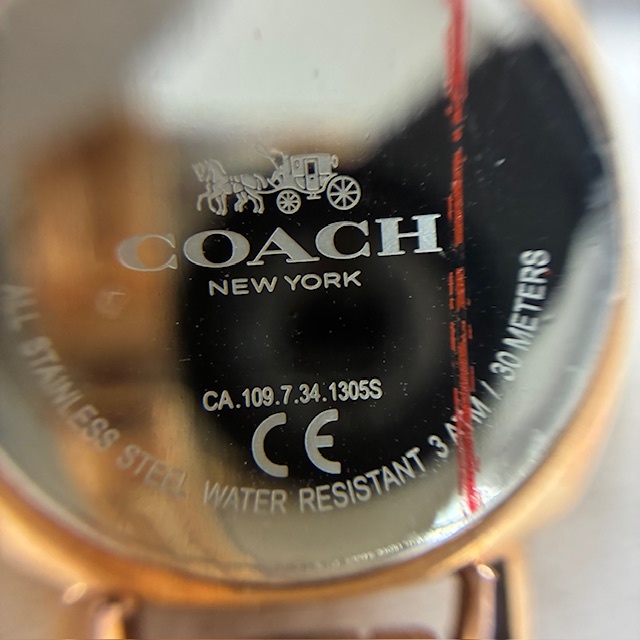 COACH
NEW YORK
CA.109.7.34.1305S
CE
ALL STAINLESS STEEL WATER RESISTANT 3 ATM / 30 METERS